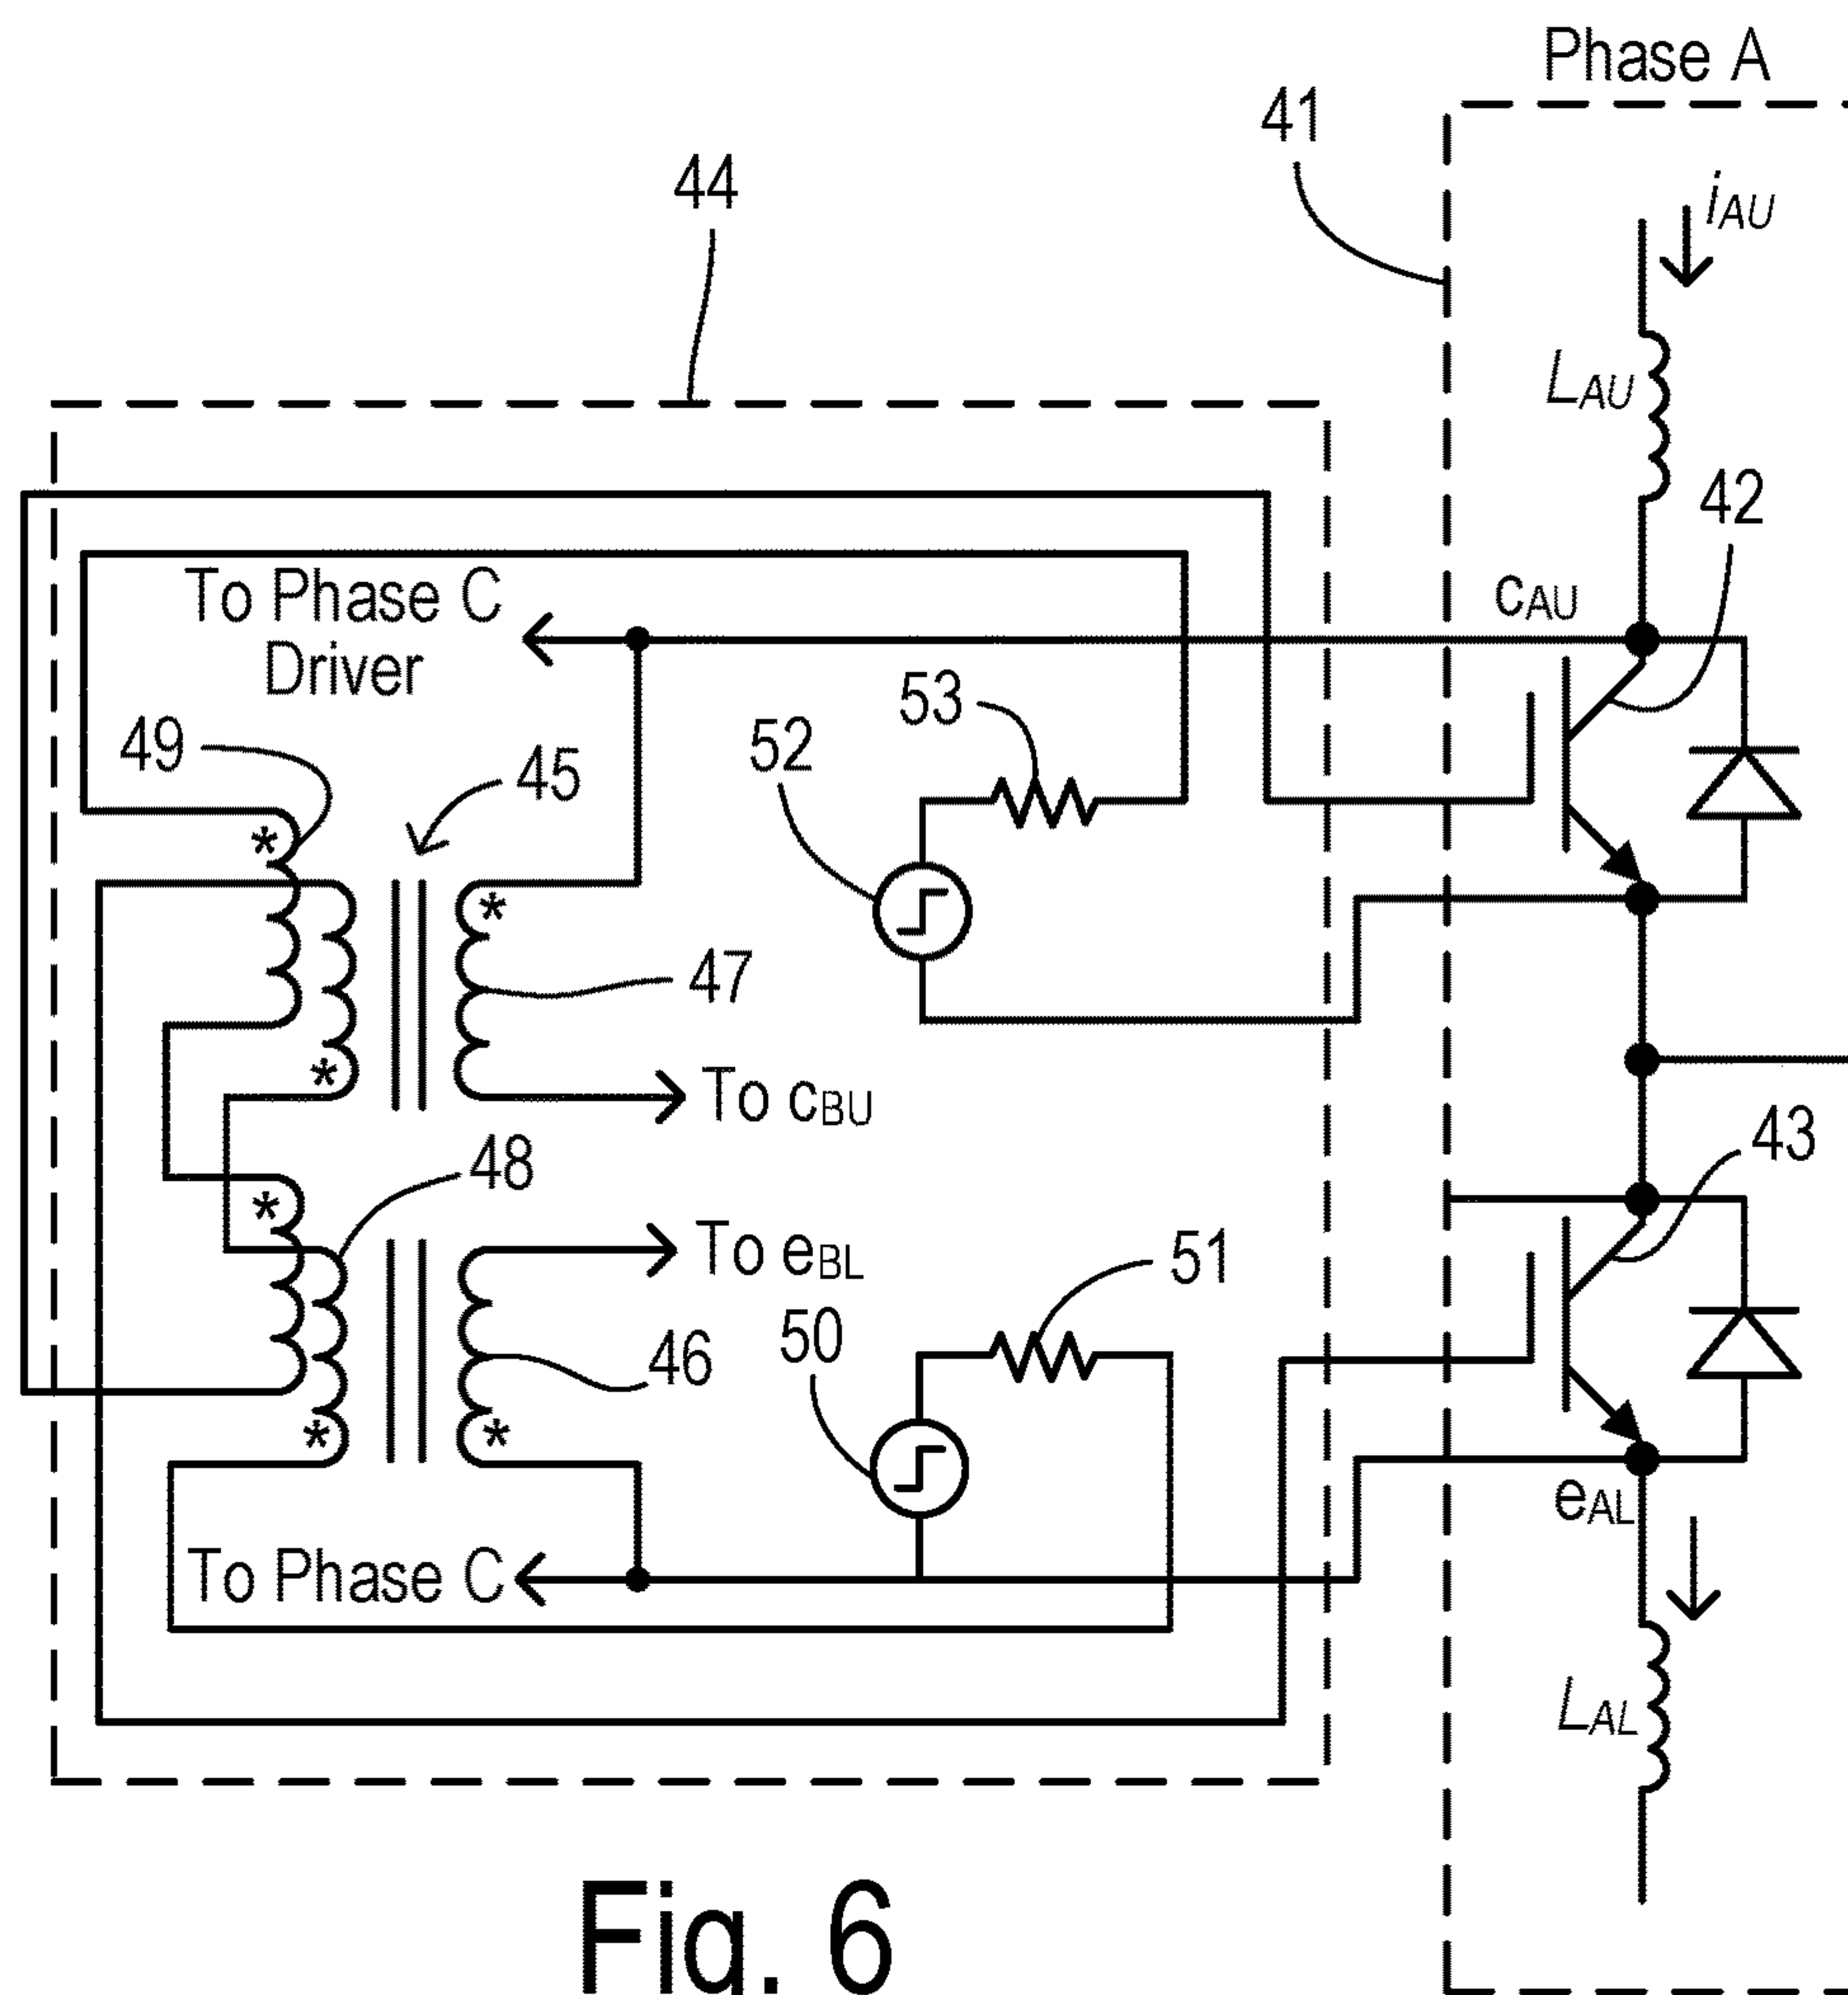 Phase A
41
44
iAU
LAU
42
cAU
To Phase C
Driver
53
52
49
45
*
*
47
*
To cBU
43
48
*
To eBL
51
50
46
*
*
eAL
To Phase C
LAL
Fig. 6